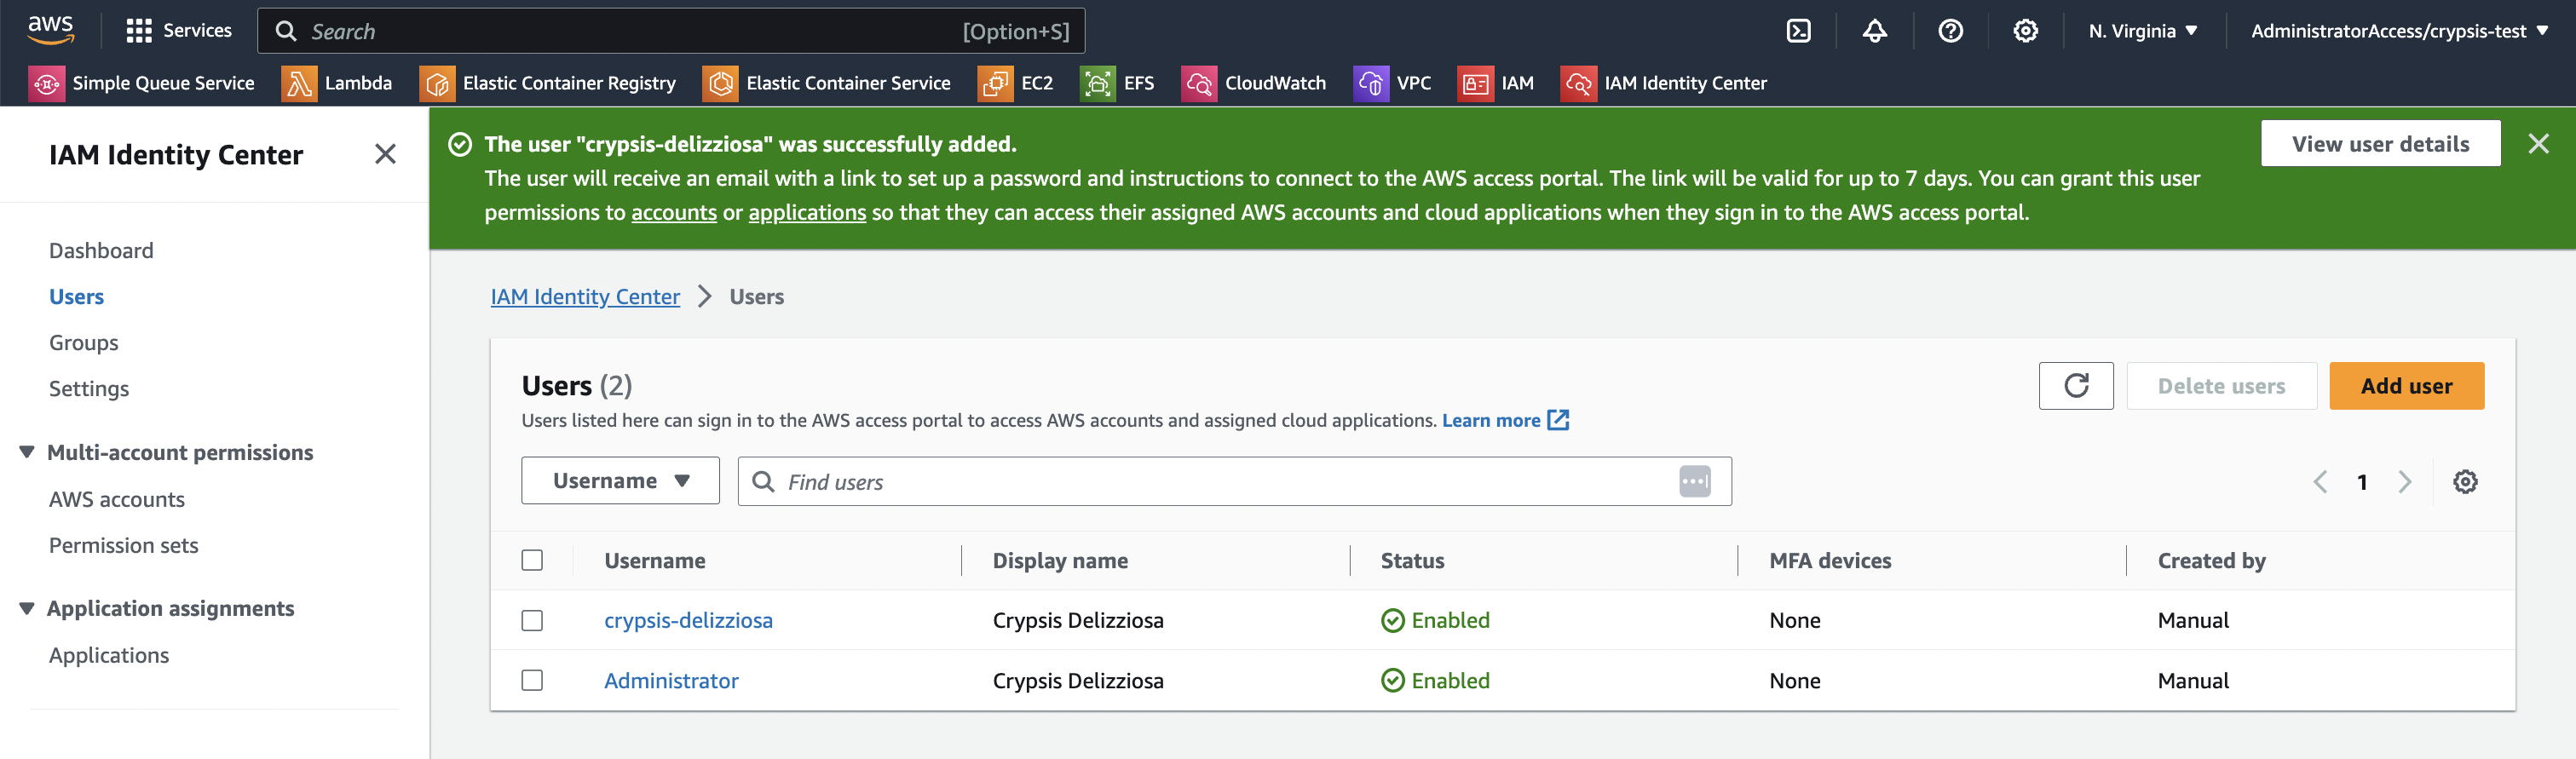 aws
Services
Search
[Option+S]
N. Virginia
AdministratorAccess/crypsis-test
Simple Queue Service
Lambda
Elastic Container Registry
Elastic Container Service
EC2
EFS
CloudWatch
VPC
IAM
IAM Identity Center
IAM Identity Center
Dashboard
Users
Groups
Settings
Multi-account permissions
AWS accounts
Permission sets
Application assignments
Applications
The user "crypsis-delizziosa" was successfully added.
The user will receive an email with a link to set up a password and instructions to connect to the AWS access portal. The link will be valid for up to 7 days. You can grant this user
permissions to accounts or applications so that they can access their assigned AWS accounts and cloud applications when they sign in to the AWS access portal.
View user details
IAM Identity Center
Users
Users (2)
Users listed here can sign in to the AWS access portal to access AWS accounts and assigned cloud applications. Learn more
Delete users
Add user
Username
Find users
1
Username
Display name
Status
MFA devices
Created by
crypsis-delizziosa
Crypsis Delizziosa
Enabled
None
Manual
Administrator
Crypsis Delizziosa
Enabled
None
Manual